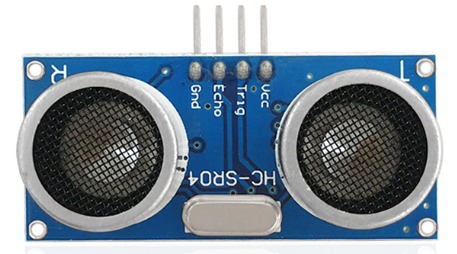 R
T
Gnd
Echo
Trig
Vcc
HC-SR04